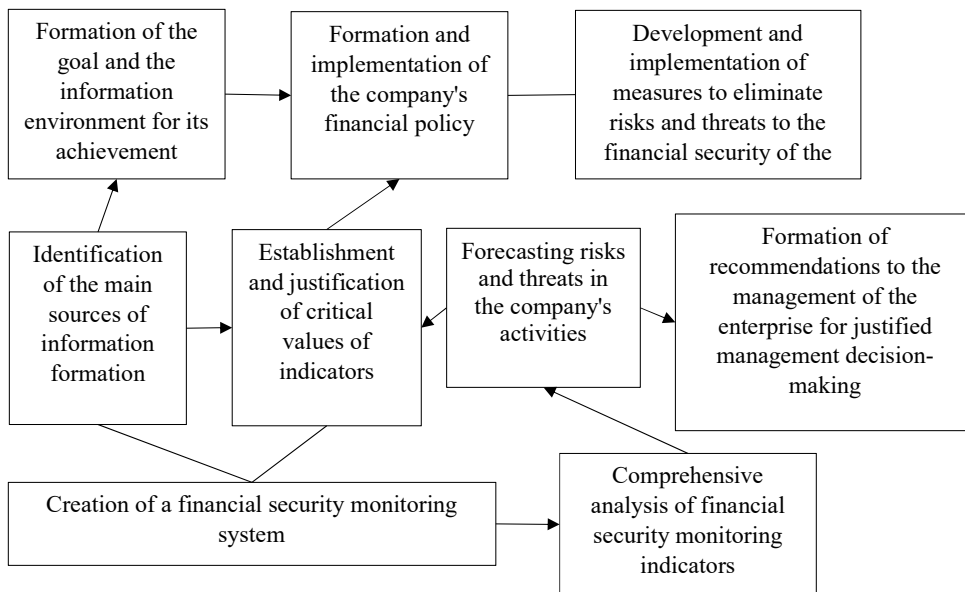 Formation of the
goal and the
information
environment for its
achievement
Formation and
implementation of
the company's
financial policy
Development and
implementation of
measures to eliminate
risks and threats to the
financial security of the
Identification
of the main
sources of
information
formation
Establishment
and justification
of critical
values of
indicators
Forecasting risks
and threats in
the company's
activities
Formation of
recommendations to the
management of the
enterprise for justified
management decision-
making
Creation of a financial security monitoring
system
Comprehensive
analysis of financial
security monitoring
indicators